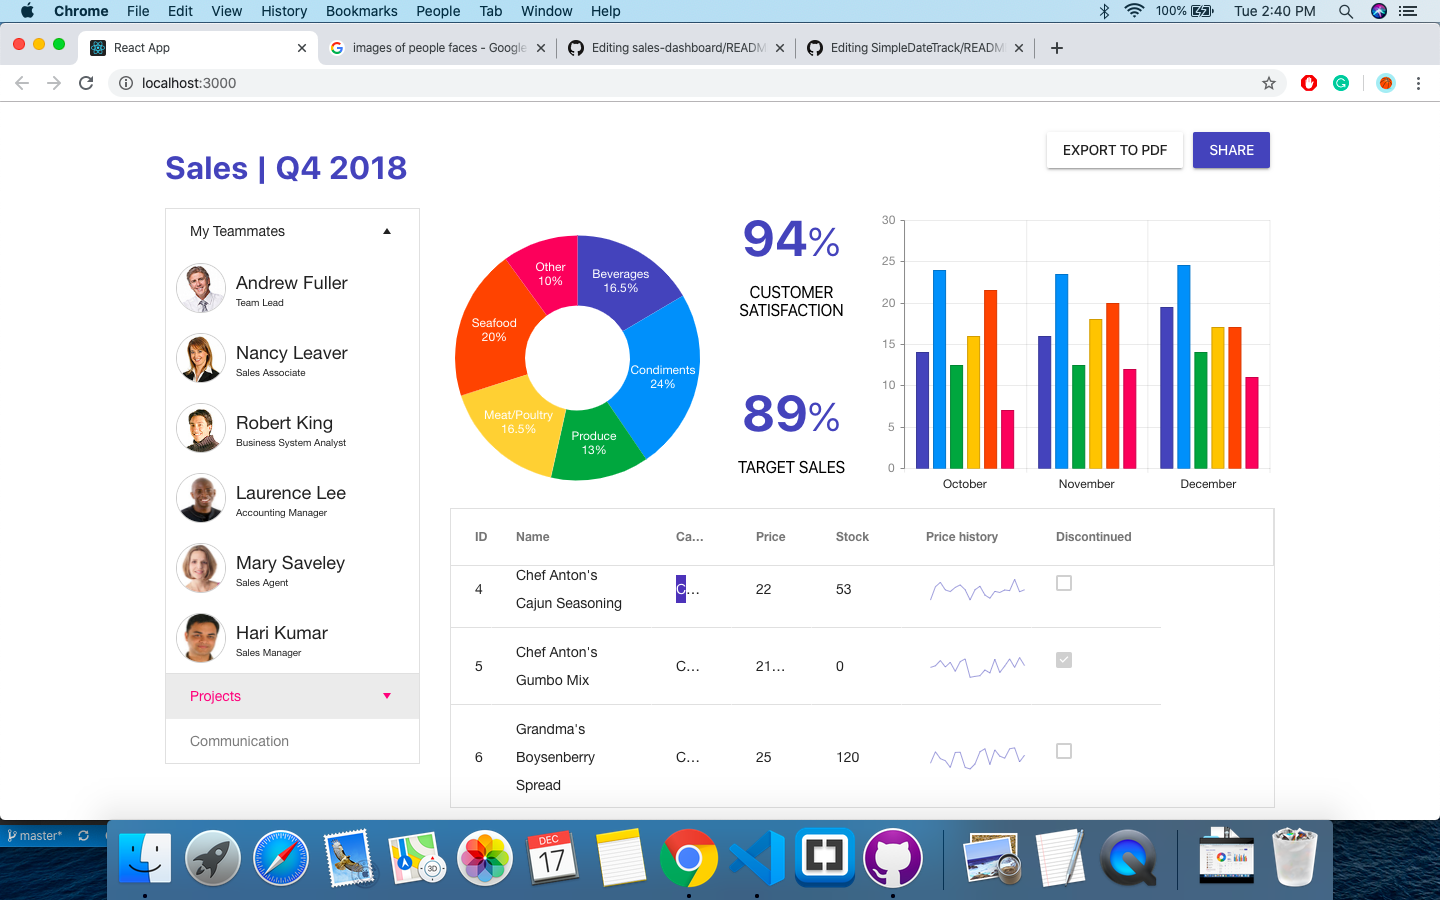 Chrome File Edit View History Bookmarks People Tab Window Help 100% Tue 2:40 PM
React App
images of people faces - Google
Editing sales-dashboard/READM
Editing SimpleDateTrack/READM
localhost:3000
Sales | Q4 2018
EXPORT TO PDF
SHARE
My Teammates
Andrew Fuller
Team Lead
Nancy Leaver
Sales Associate
Robert King
Business System Analyst
Laurence Lee
Accounting Manager
Mary Saveley
Sales Agent
Hari Kumar
Sales Manager
Projects
Communication
Other
10%
Beverages
16.5%
Seafood
20%
Condiments
24%
Meat/Poultry
16.5%
Produce
13%
94%
CUSTOMER
SATISFACTION
89%
TARGET SALES
30
25
20
15
10
5
0
October November December
ID Name Ca... Price Stock Price history Discontinued
4 Chef Anton's
Cajun Seasoning C... 22 53
5 Chef Anton's
Gumbo Mix C... 21... 0
6 Grandma's
Boysenberry
Spread C... 25 120
master*
3D
DEC
17